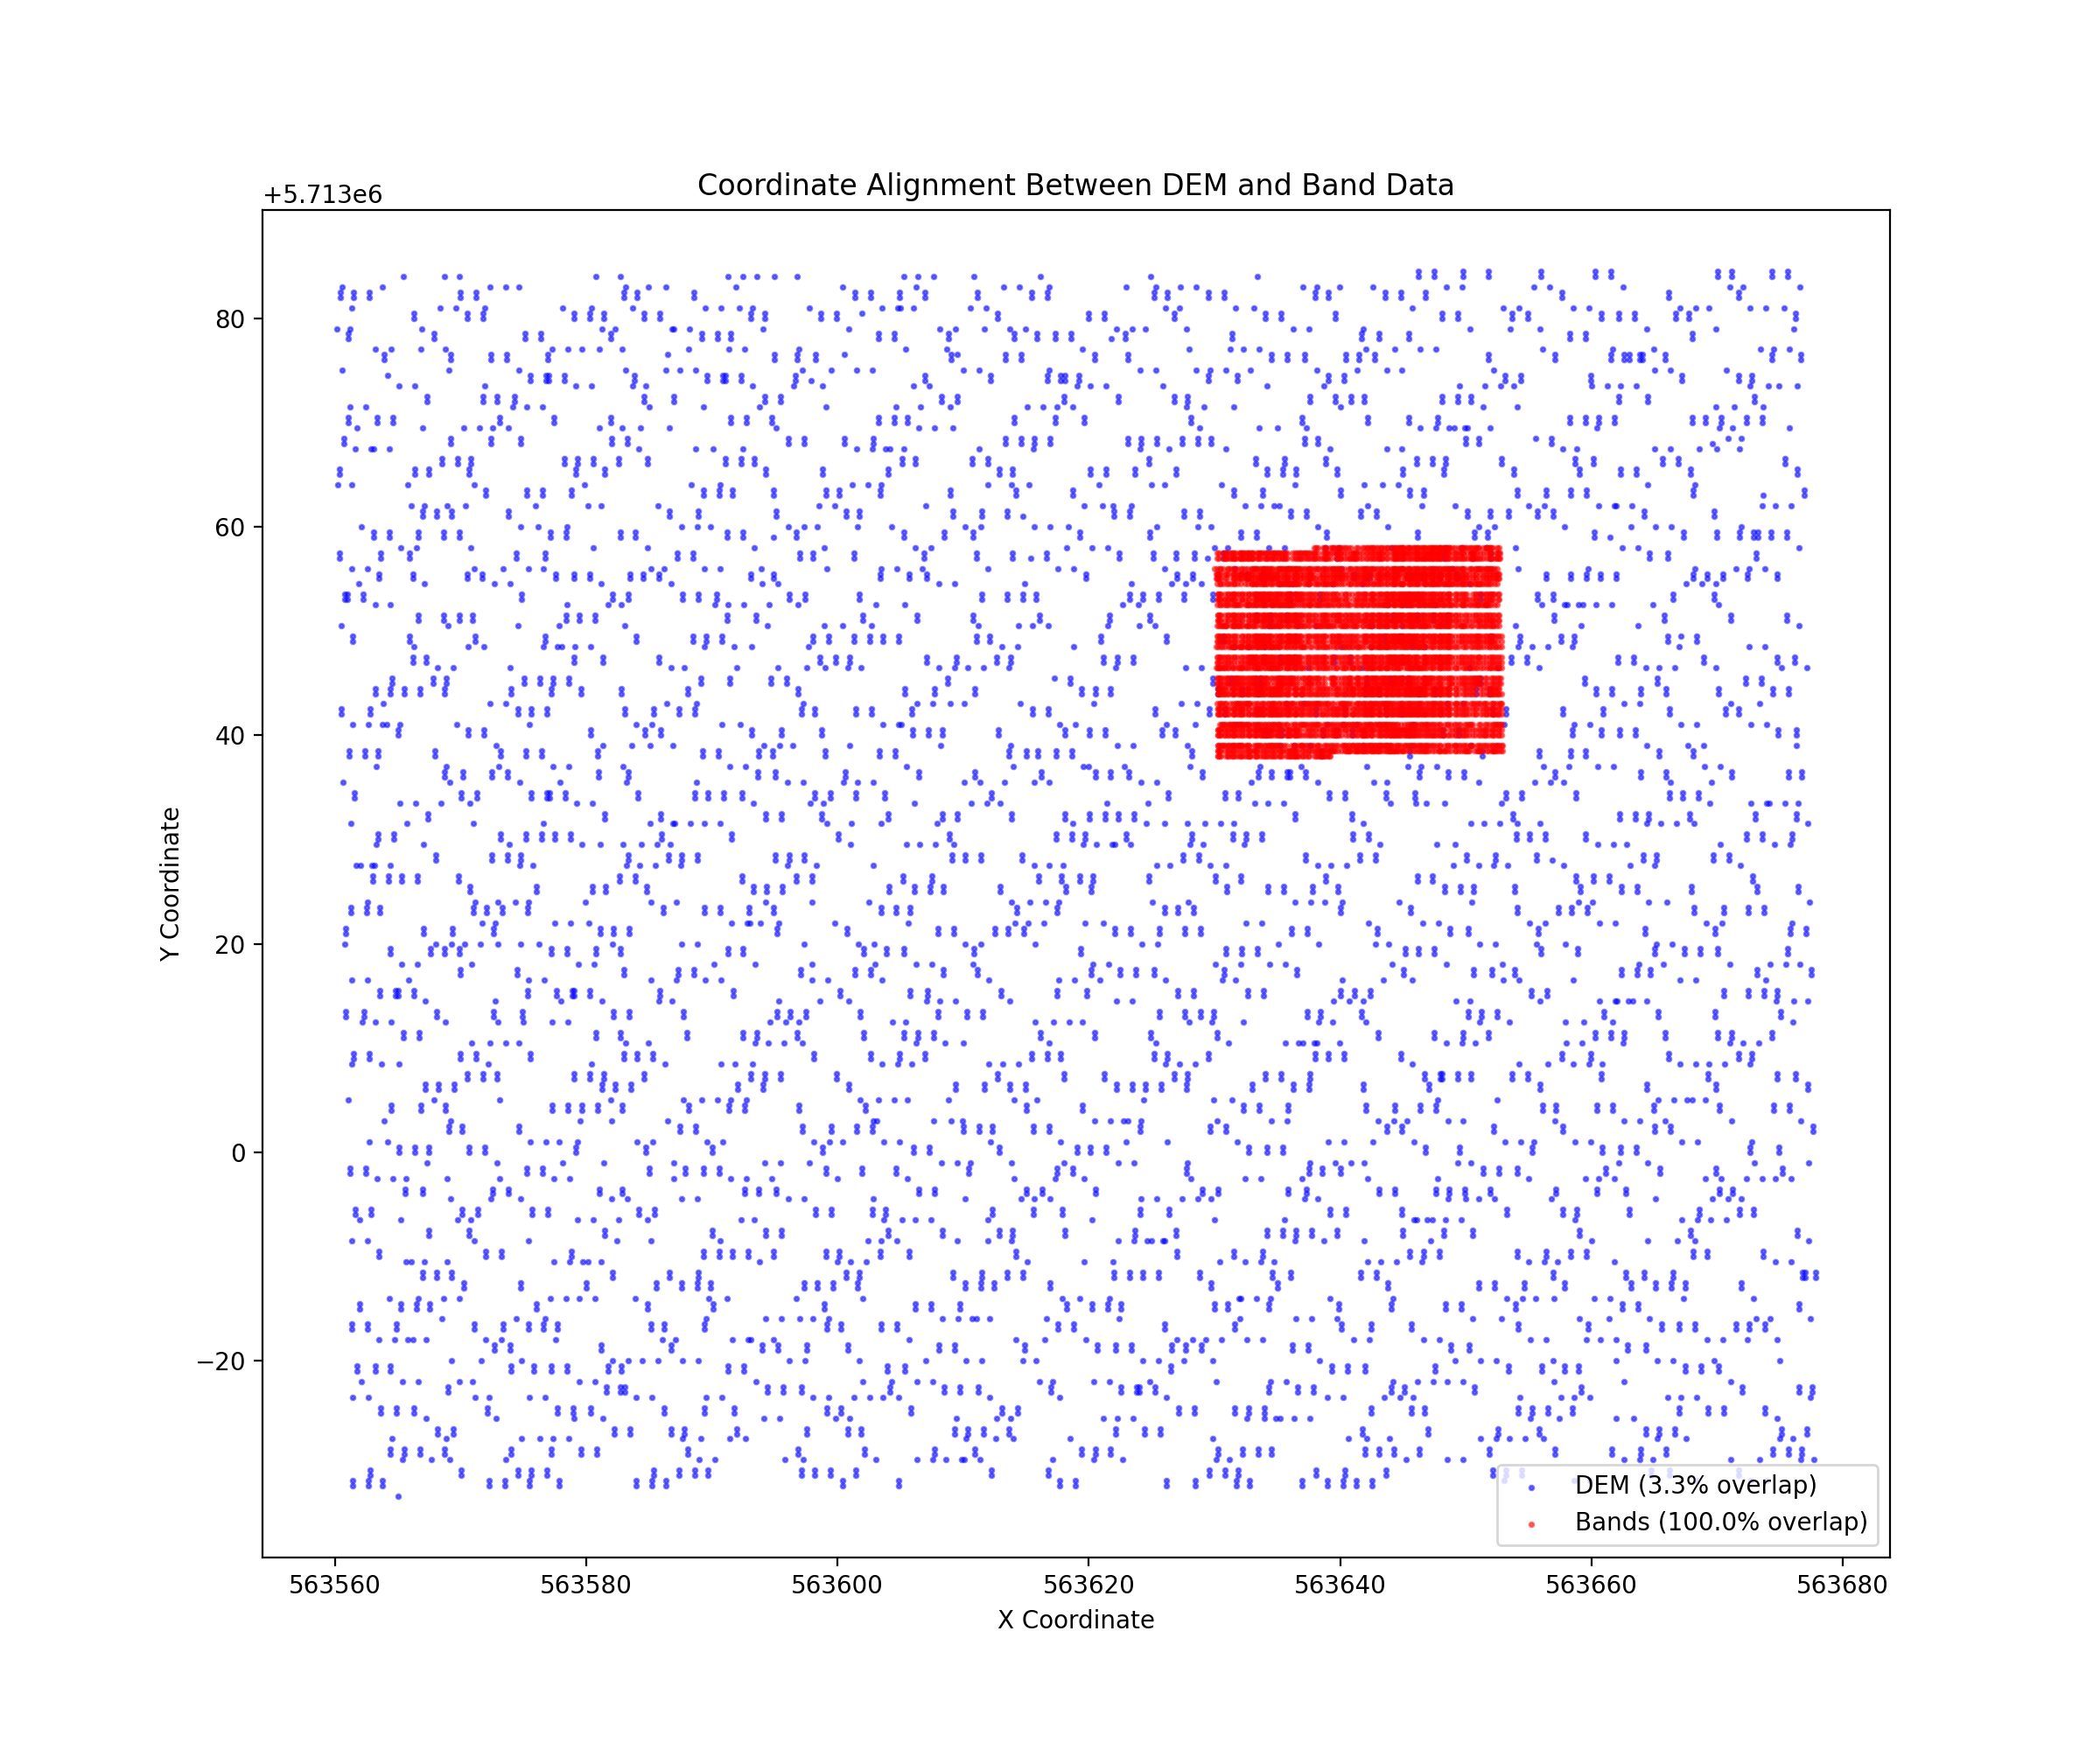 Coordinate Alignment Between DEM and Band Data
+5.713e6
80
60
40
20
0
−20
Y Coordinate
563560 563580 563600 563620 563640 563660 563680
X Coordinate
DEM (3.3% overlap)
Bands (100.0% overlap)